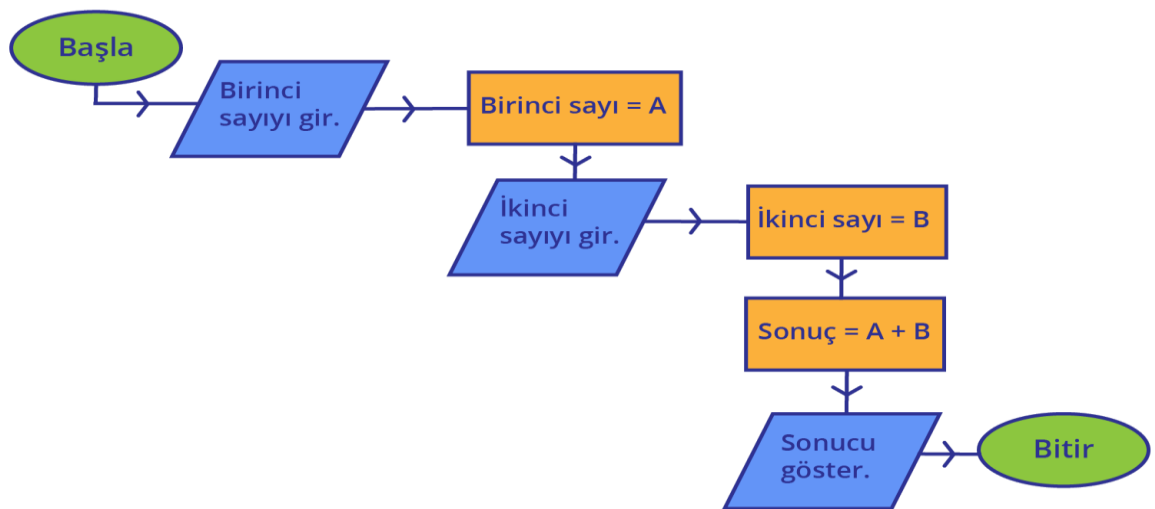 Başla
Birinci
sayıyı gir.
Birinci sayı = A
İkinci
sayıyı gir.
İkinci sayı = B
Sonuç = A + B
Sonucu
göster.
Bitir